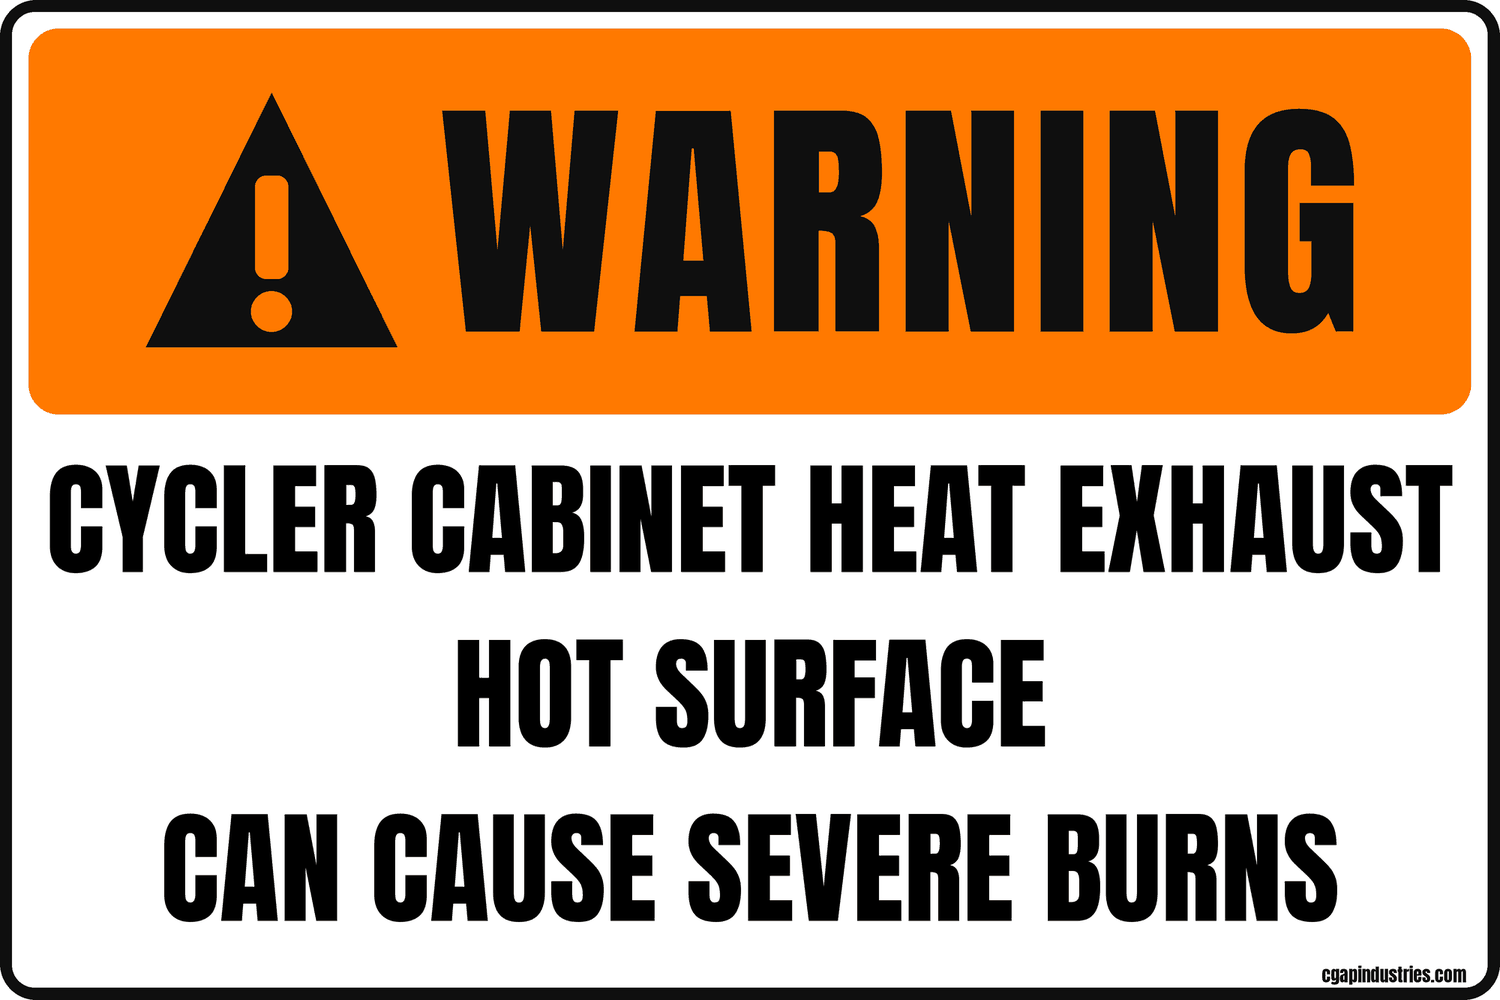 WARNING
CYCLER CABINET HEAT EXHAUST
HOT SURFACE
CAN CAUSE SEVERE BURNS
cgapindustries.com